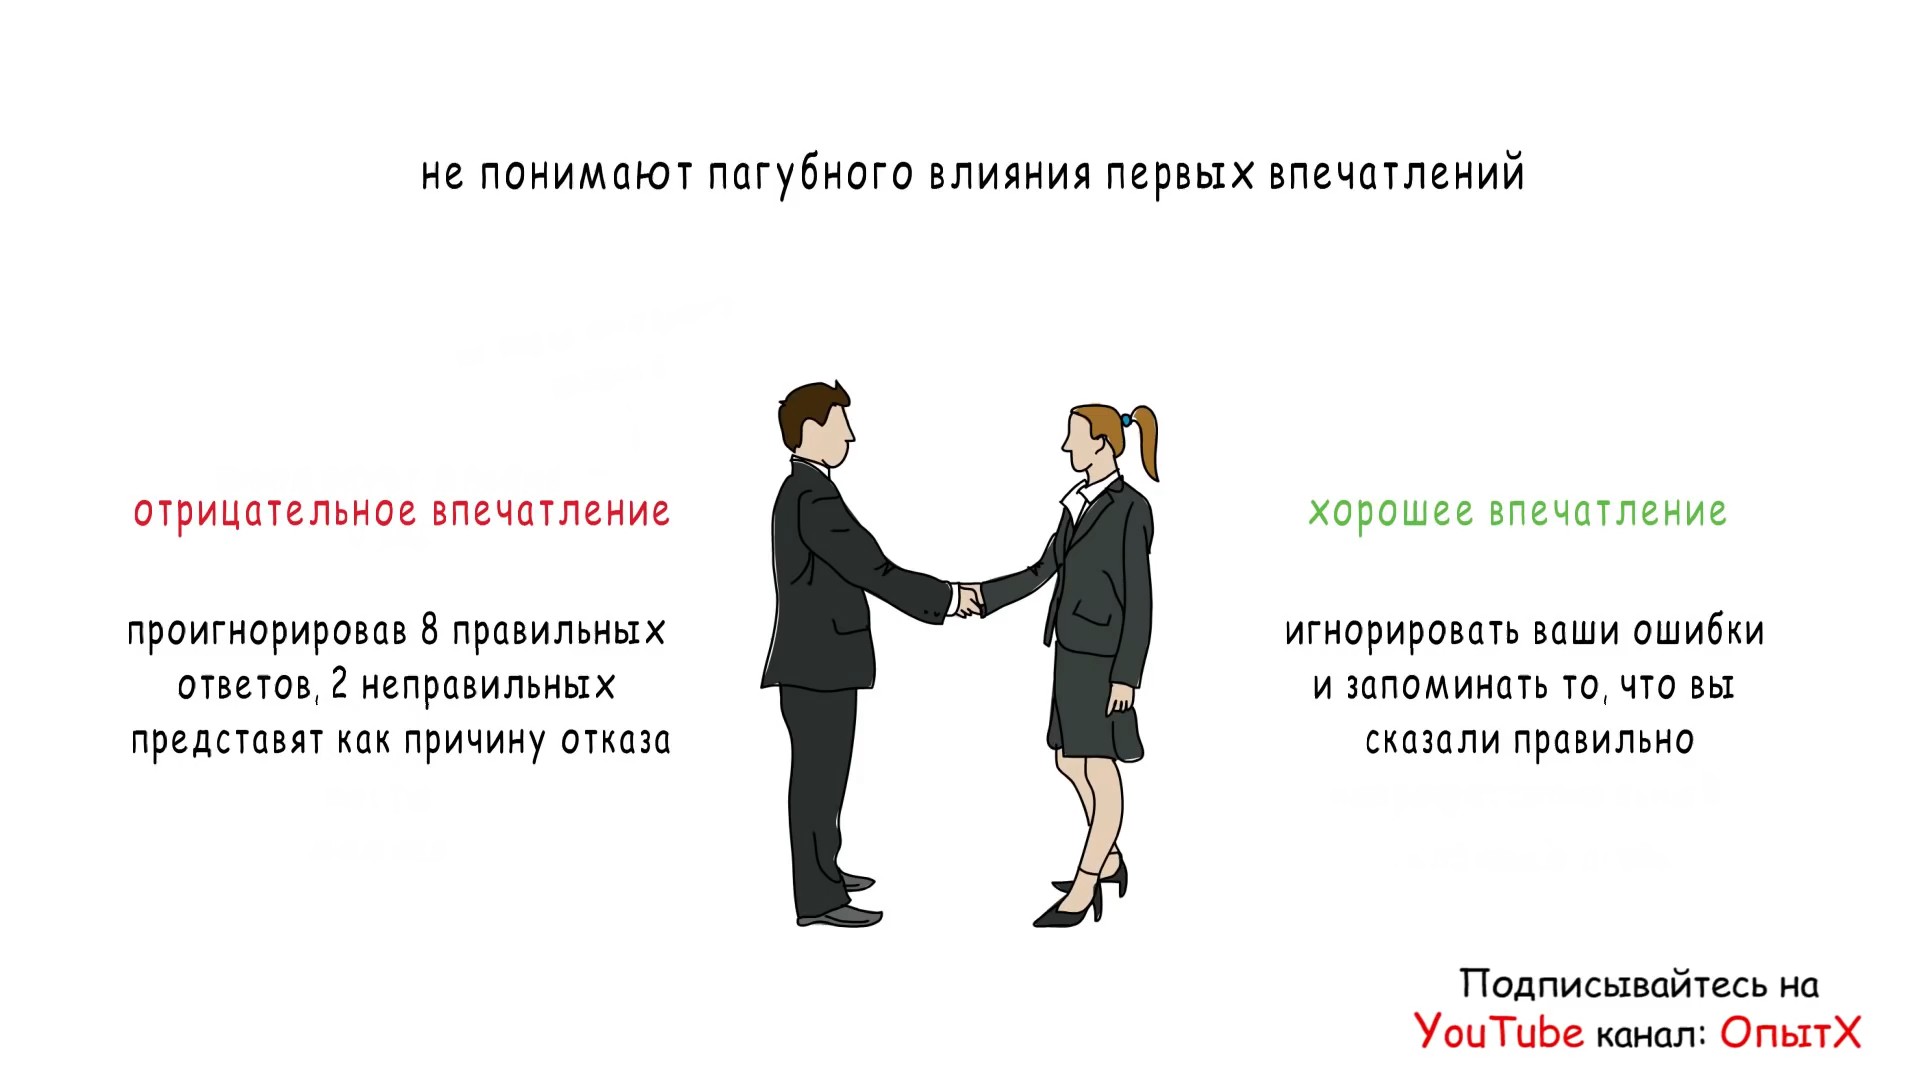 не понимают пагубного влияния первых впечатлений
отрицательное впечатление
проигнорировав 8 правильных
ответов, 2 неправильных
представят как причину отказа
хорошее впечатление
игнорировать ваши ошибки
и запоминать то, что вы
сказали правильно
Подписывайтесь на
YouTube канал: ОпытХ